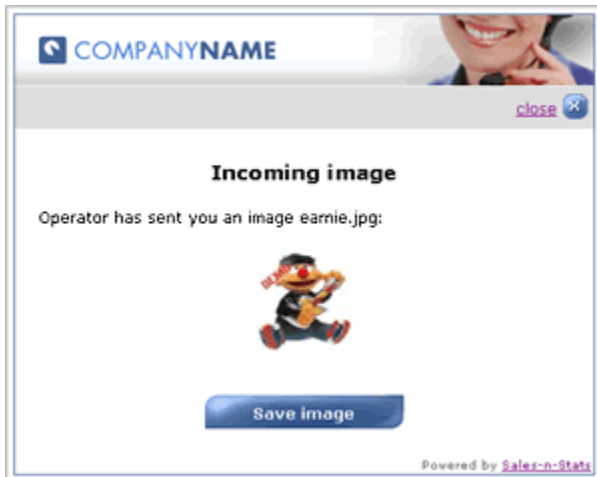 COMPANYNAME
close
Incoming image
Operator has sent you an image earnie.jpg:
Save image
Powered by Sales-n-Stats